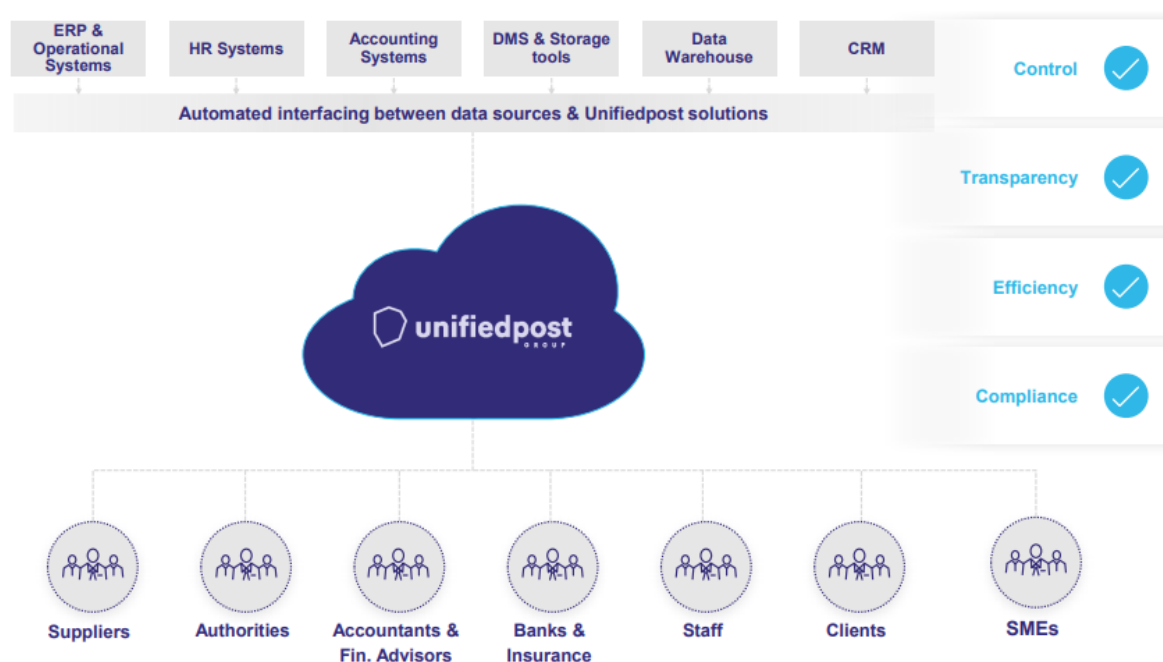 ERP &
Operational
Systems
HR Systems
Accounting
Systems
DMS & Storage
tools
Data
Warehouse
CRM
Automated interfacing between data sources & Unifiedpost solutions
Control
Transparency
Efficiency
Compliance
unifiedpost
GROUP
Suppliers
Authorities
Accountants &
Fin. Advisors
Banks &
Insurance
Staff
Clients
SMEs